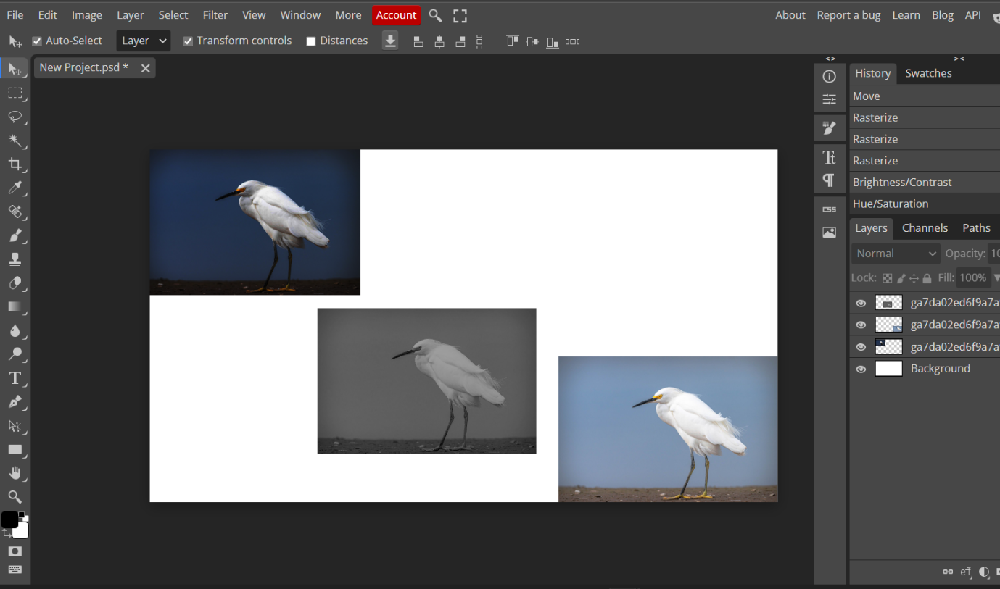 File Edit Image Layer Select Filter View Window More Account About Report a bug Learn Blog API
Auto-Select Layer Transform controls Distances
New Project.psd *
History Swatches
Move
Rasterize
Rasterize
Rasterize
Brightness/Contrast
Hue/Saturation
Layers Channels Paths
Normal Opacity: 10
Lock: Fill: 100%
ga7da02ed6f9a7a
ga7da02ed6f9a7a
ga7da02ed6f9a7a
Background
CSS
eff